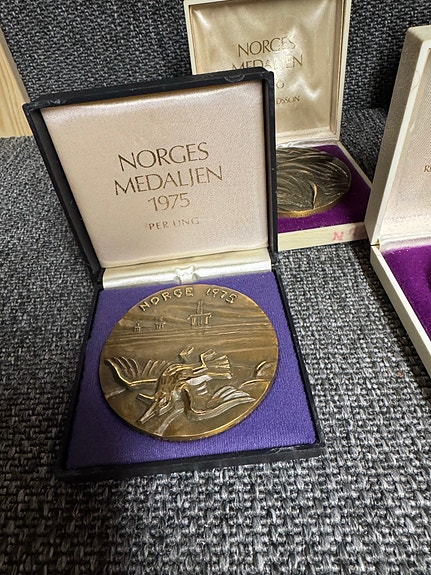 NORGES
MEDALJEN
1975
PER UNG
NORGE 1975
NORGES
MEDALJEN